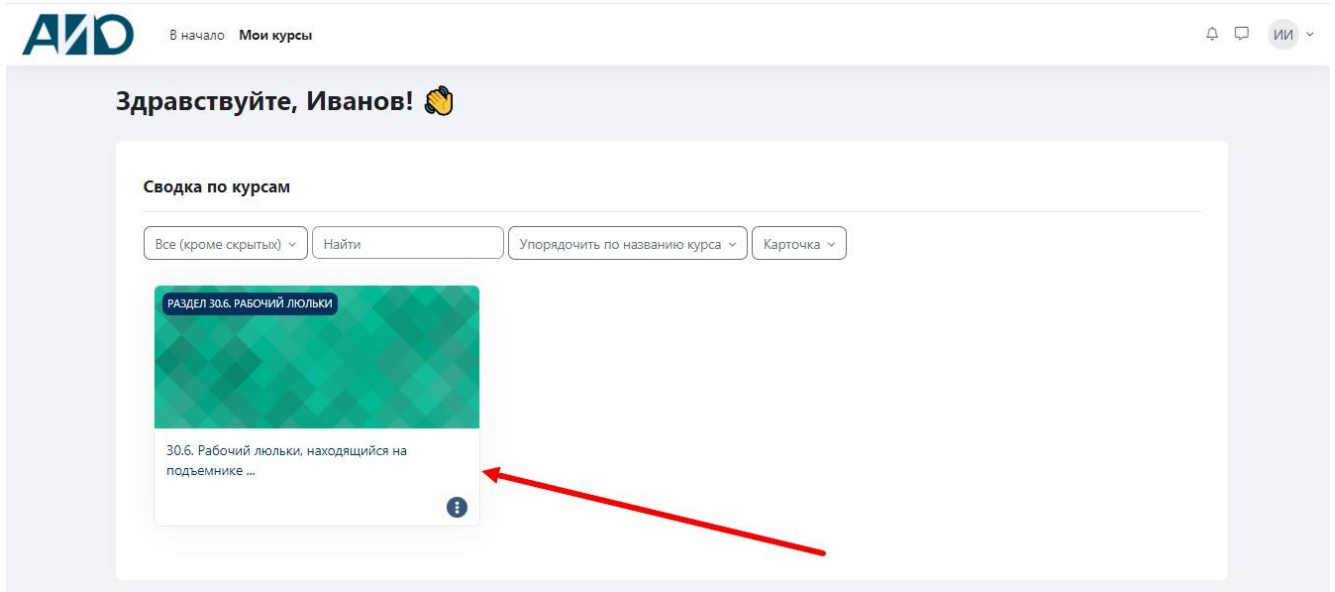 АИО
В начало Мои курсы
ИИ
Здравствуйте, Иванов! 👋
Сводка по курсам
Все (кроме скрытых)
Найти
Упорядочить по названию курса
Карточка
РАЗДЕЛ 30.6. РАБОЧИЙ ЛЮЛЬКИ
30.6. Рабочий люльки, находящийся на
подъемнике ...